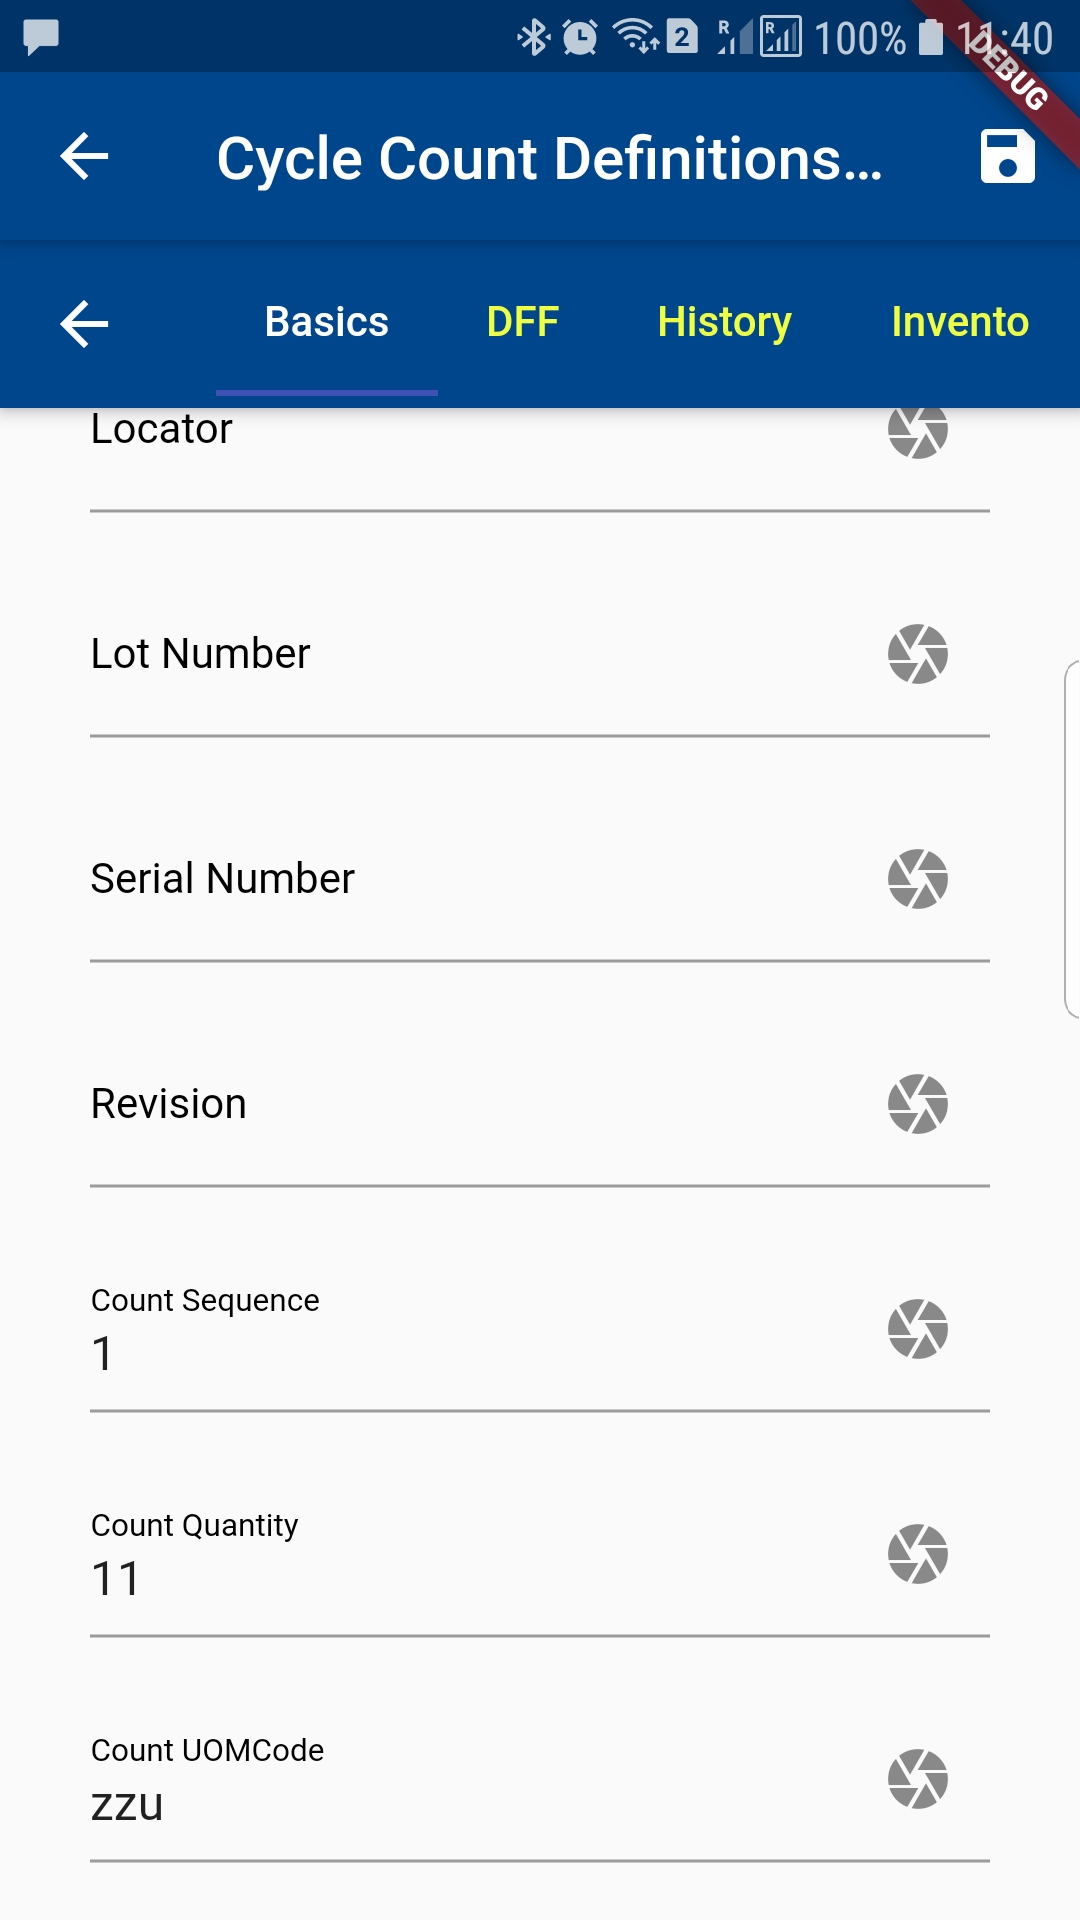 2 R R 100% 11:40
DEBUG
Cycle Count Definitions...
Basics DFF History Invento
Locator
Lot Number
Serial Number
Revision
Count Sequence
1
Count Quantity
11
Count UOMCode
zzu